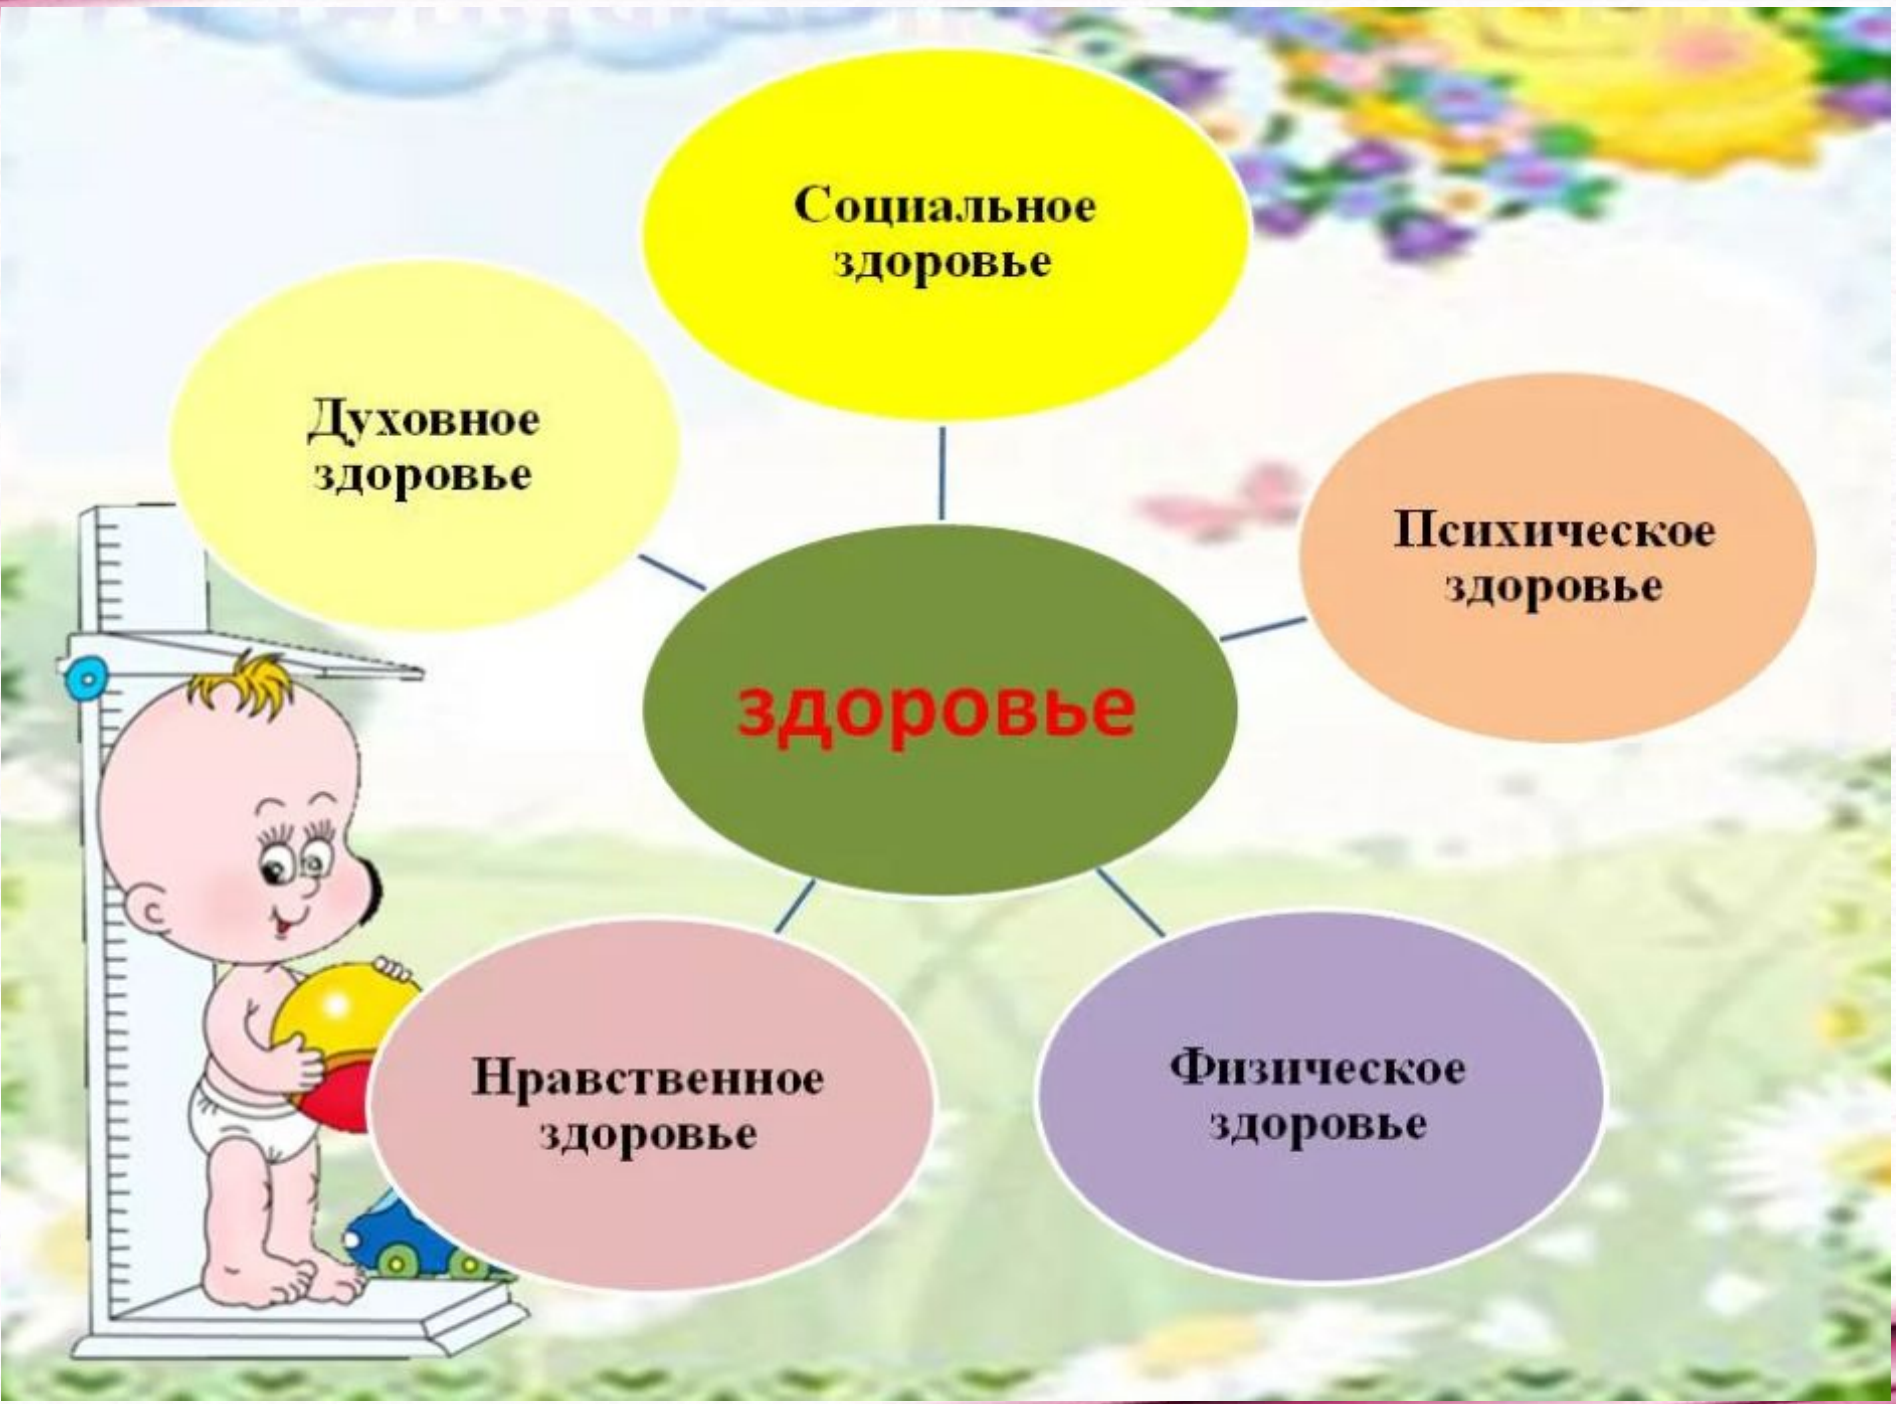 Социальное
здоровье
Духовное
здоровье
Психическое
здоровье
здоровье
Нравственное
здоровье
Физическое
здоровье